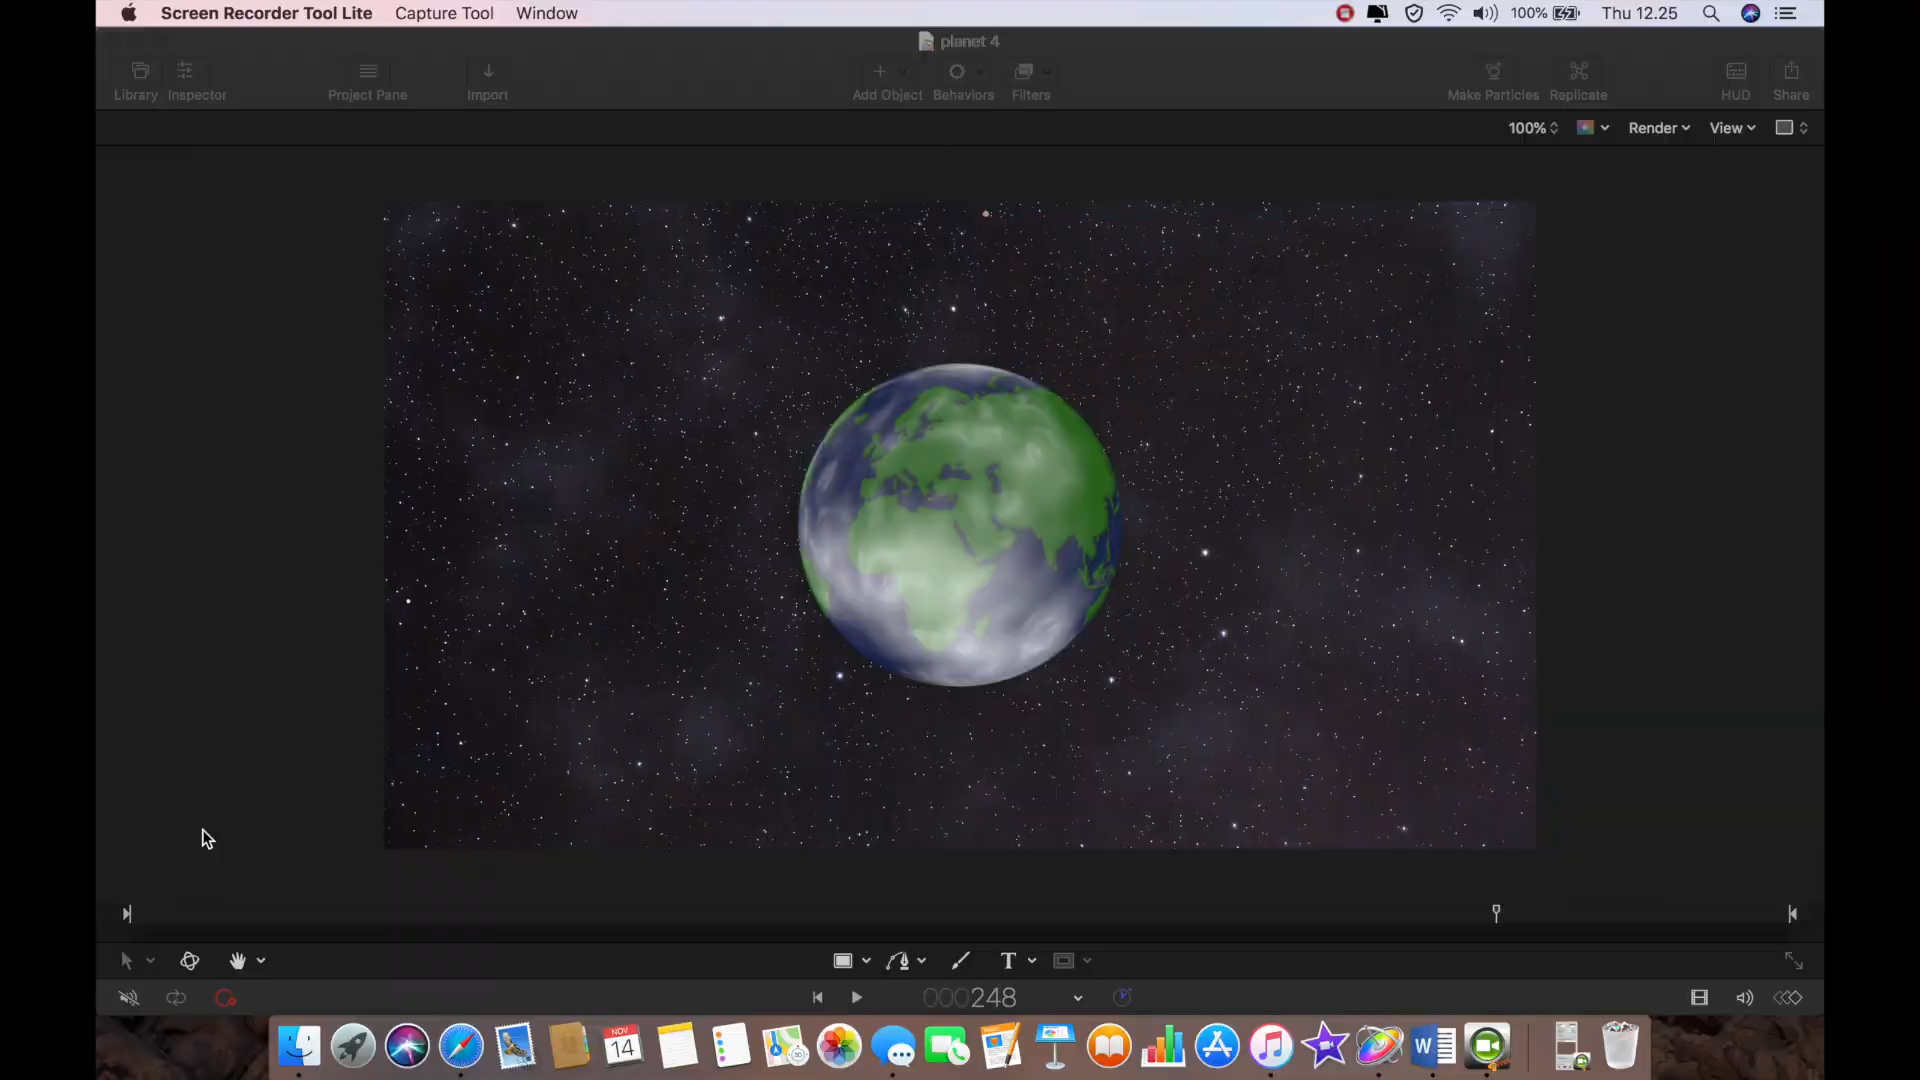 Screen Recorder Tool Lite Capture Tool Window 100% Thu 12.25
planet 4
Library Inspector Project Pane Import Add Object Behaviors Filters Make Particles Replicate HUD Share
100% Render View
T
000248
NOV
14
3D
W